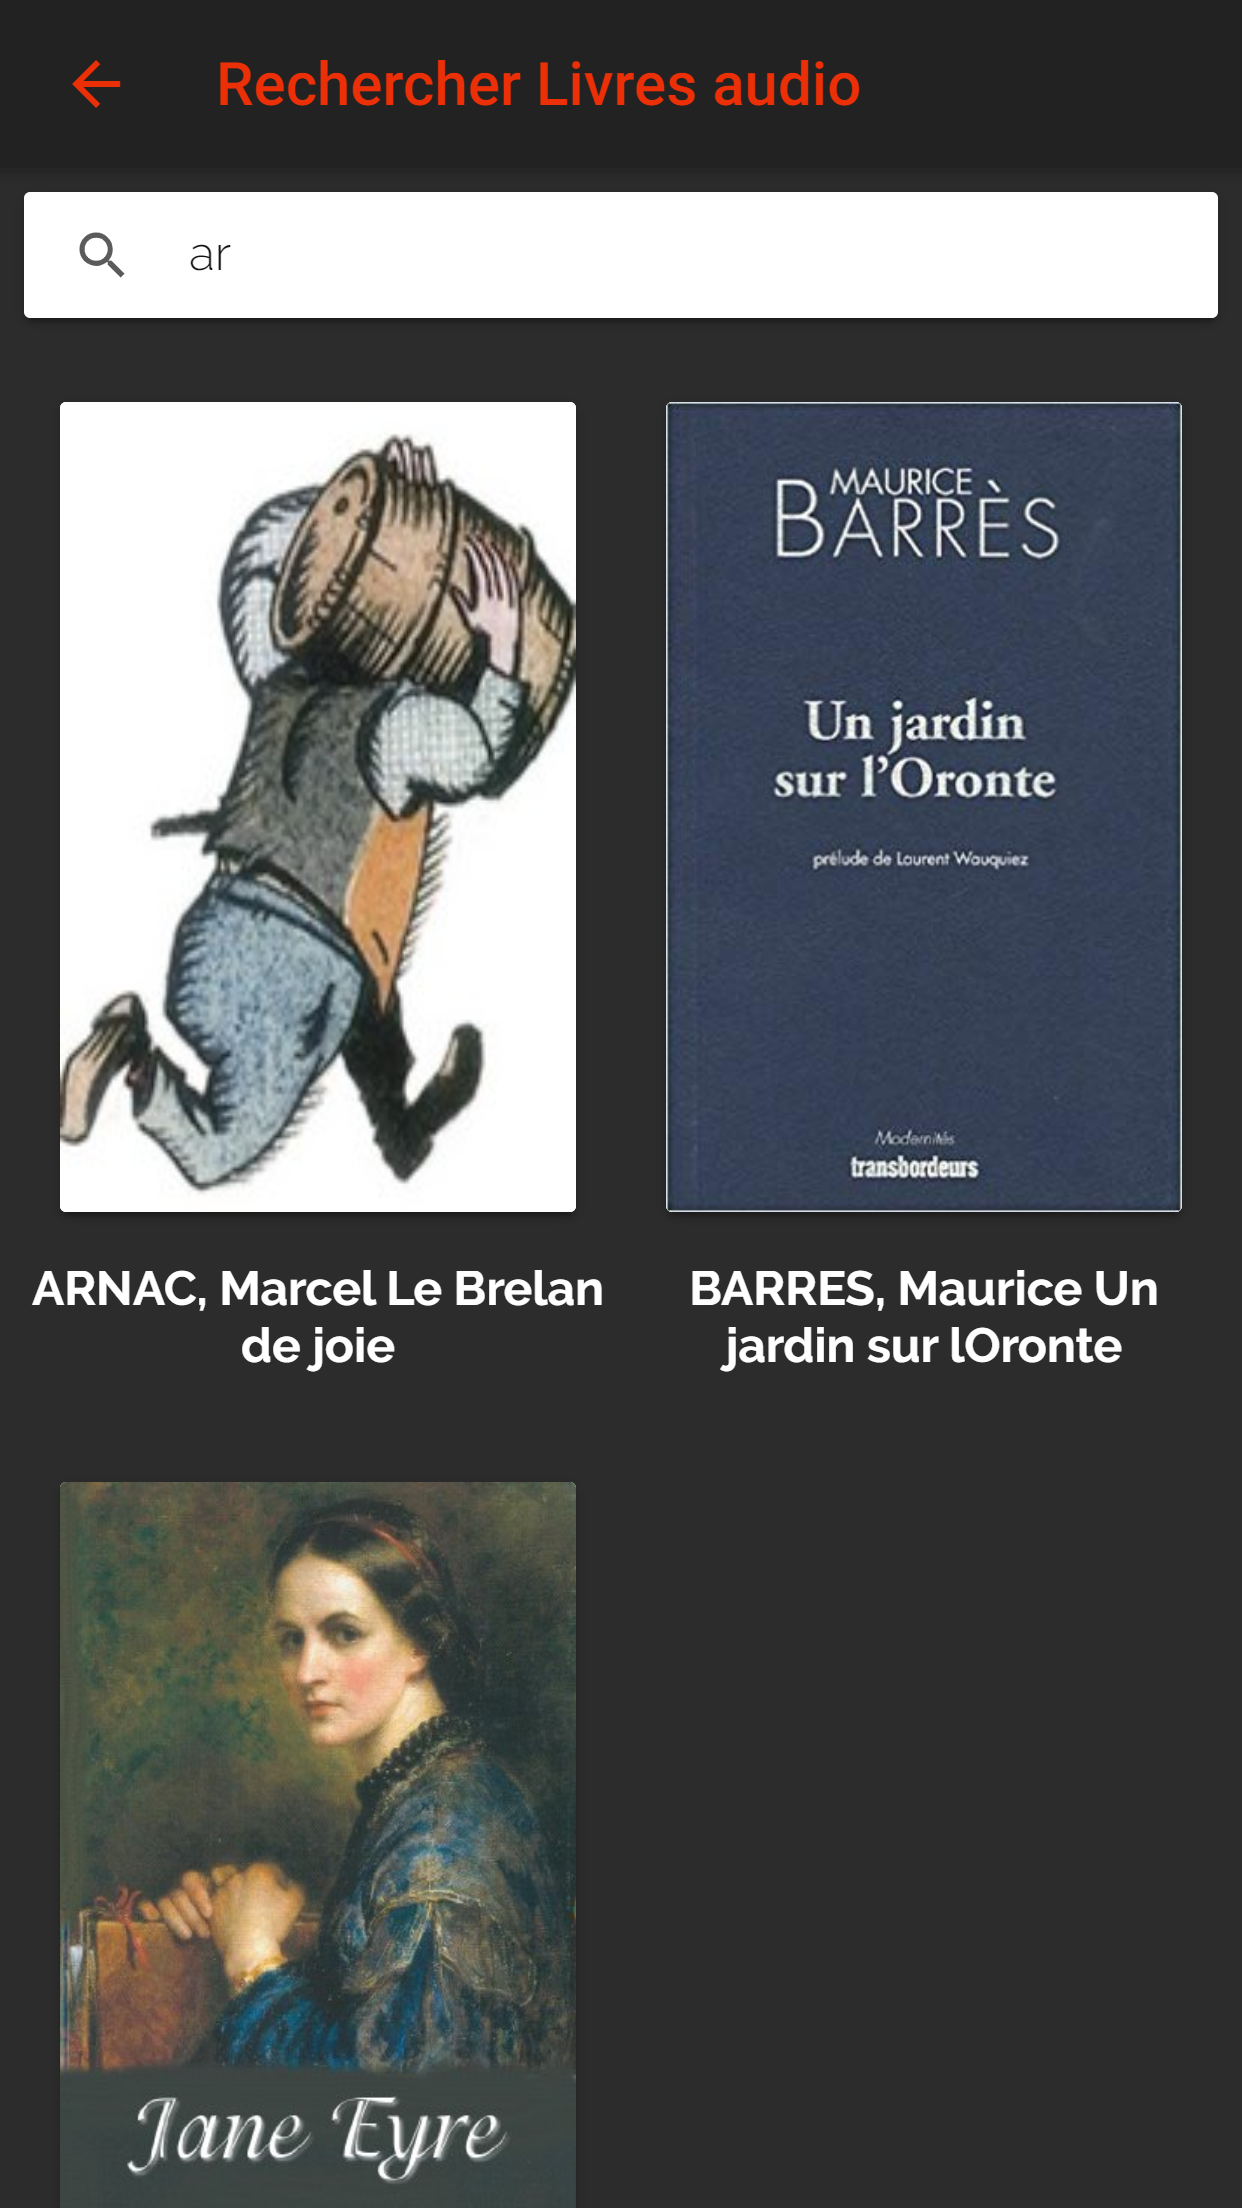 Rechercher Livres audio
ar
MAURICE
BARRÈS
Un jardin
sur l'Oronte
prélude de Laurent Wauquiez
Modernités
transbordeurs
ARNAC, Marcel Le Brelan
de joie
BARRES, Maurice Un
jardin sur lOronte
Jane Eyre